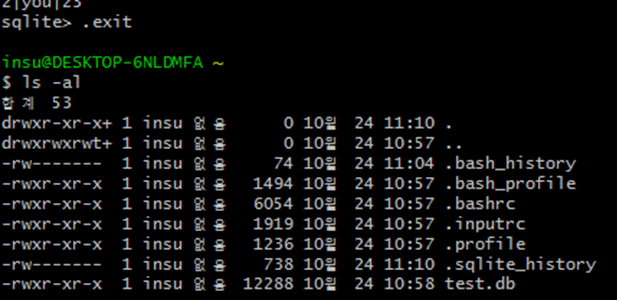 2|you|23
sqlite> .exit
insu@DESKTOP-6NLDMFA ~
$ ls -al
합계 53
drwxr-xr-x+ 1 insu 없음 0 10월 24 11:10 .
drwxrwxrwt+ 1 insu 없음 0 10월 24 10:57 ..
-rw------- 1 insu 없음 74 10월 24 11:04 .bash_history
-rwxr-xr-x 1 insu 없음 1494 10월 24 10:57 .bash_profile
-rwxr-xr-x 1 insu 없음 6054 10월 24 10:57 .bashrc
-rwxr-xr-x 1 insu 없음 1919 10월 24 10:57 .inputrc
-rwxr-xr-x 1 insu 없음 1236 10월 24 10:57 .profile
-rw------- 1 insu 없음 738 10월 24 11:10 .sqlite_history
-rwxr-xr-x 1 insu 없음 12288 10월 24 10:58 test.db